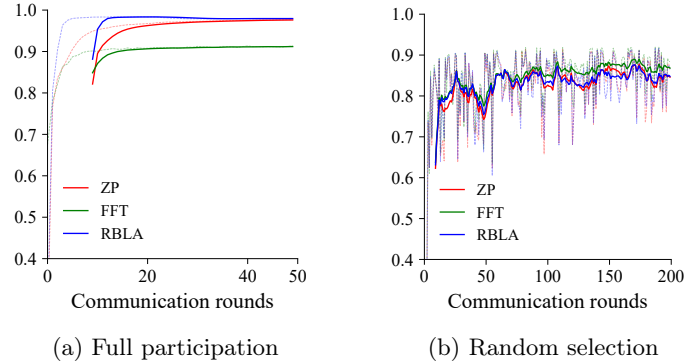 1.0
0.9
0.8
0.7
0.6
0.5
0.4
ZP
FFT
RBLA
0 20 40
50
Communication rounds
(a) Full participation
1.0
0.9
0.8
0.7
0.6
0.5
0.4
ZP
FFT
RBLA
0 50 100 150 200
Communication rounds
(b) Random selection